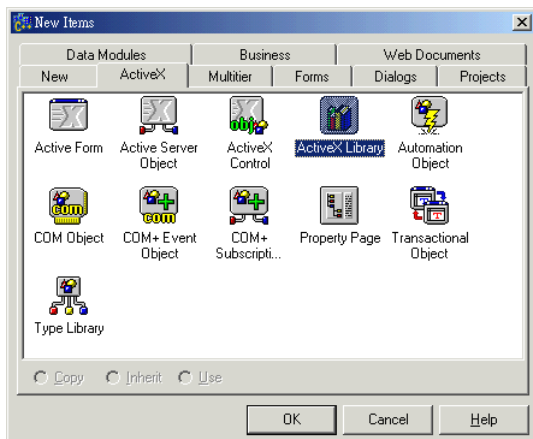 New Items
Data Modules Business Web Documents
New ActiveX Multitier Forms Dialogs Projects
Active Form Active Server Object ActiveX Control ActiveX Library Automation Object
COM Object COM+ Event Object COM+ Subscripti... Property Page Transactional Object
Type Library
Copy Inherit Use
OK Cancel Help